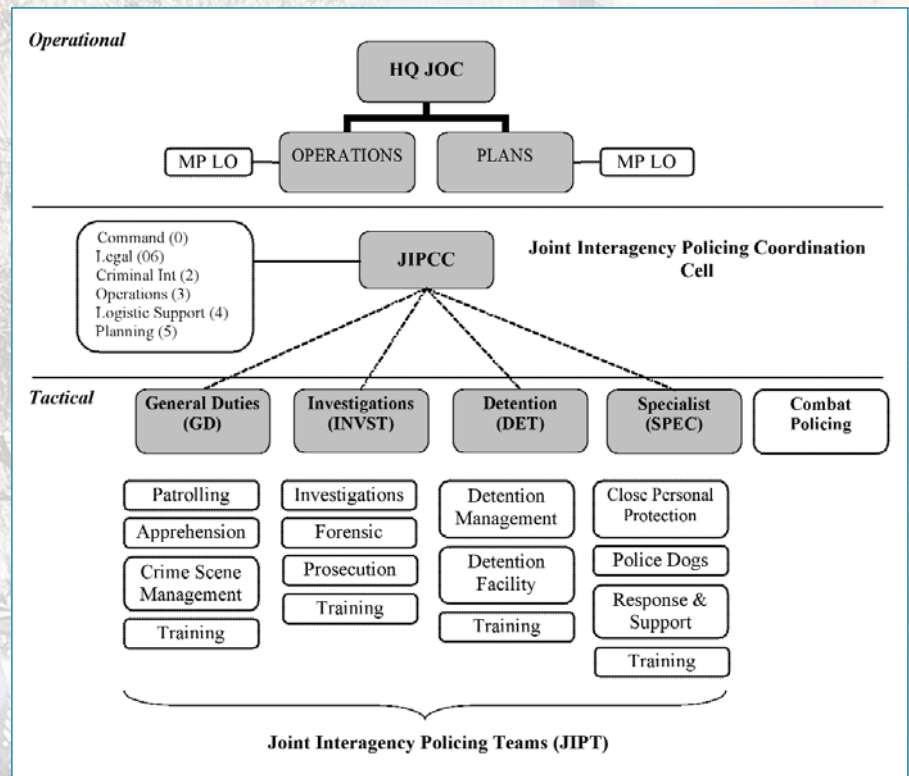 Operational
HQ JOC
MP LO
OPERATIONS
PLANS
MP LO
Command (0)
Legal (06)
Criminal Int (2)
Operations (3)
Logistic Support (4)
Planning (5)
JIPCC
Joint Interagency Policing Coordination
Cell
Tactical
General Duties
(GD)
Investigations
(INVST)
Detention
(DET)
Specialist
(SPEC)
Combat
Policing
Patrolling
Apprehension
Crime Scene
Management
Training
Investigations
Forensic
Prosecution
Training
Detention
Management
Detention
Facility
Training
Close Personal
Protection
Police Dogs
Response &
Support
Training
Joint Interagency Policing Teams (JIPT)